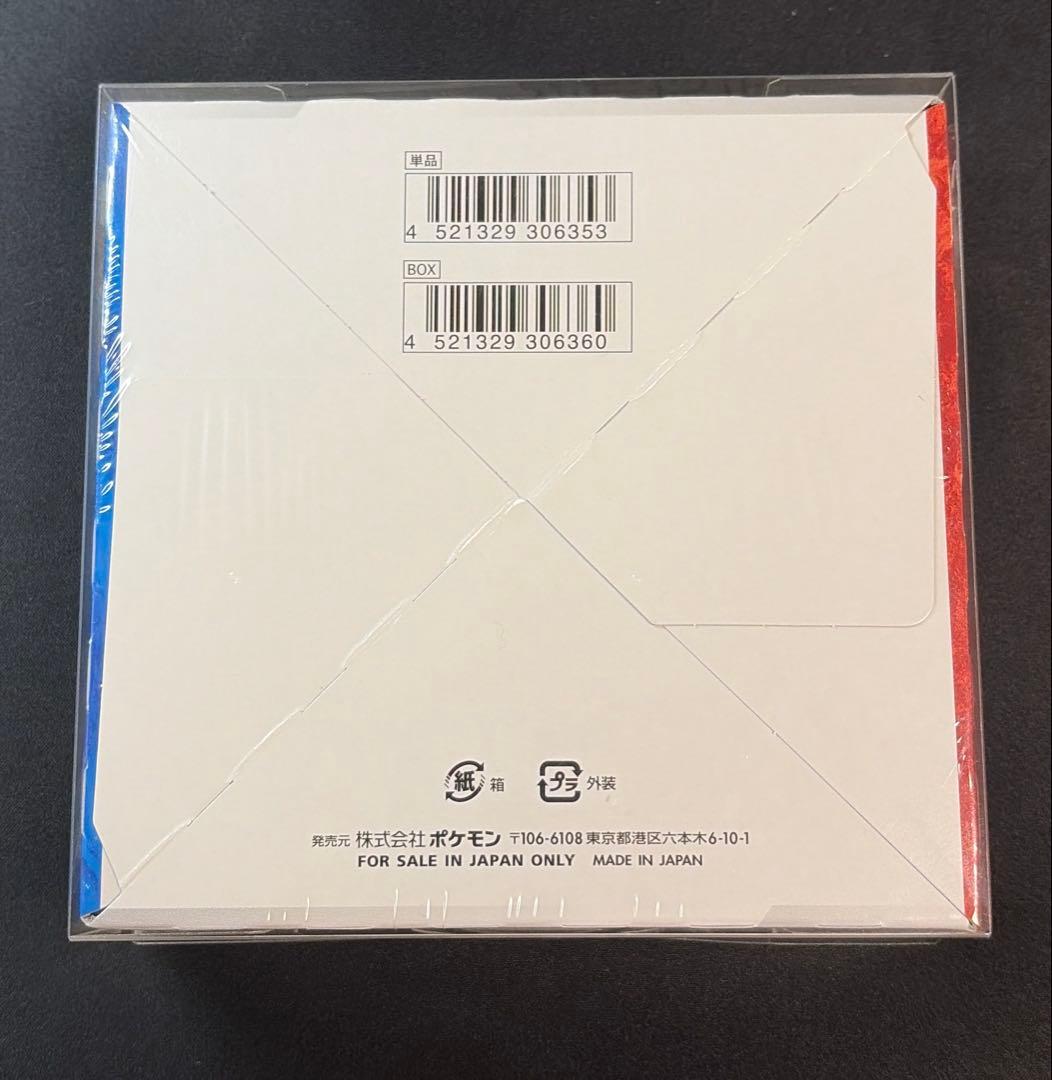 単品
4 521329 306353
BOX
4 521329 306360
紙 箱 プラ 外装
発売元 株式会社 ポケモン 〒106-6108 東京都港区六本木6-10-1
FOR SALE IN JAPAN ONLY MADE IN JAPAN